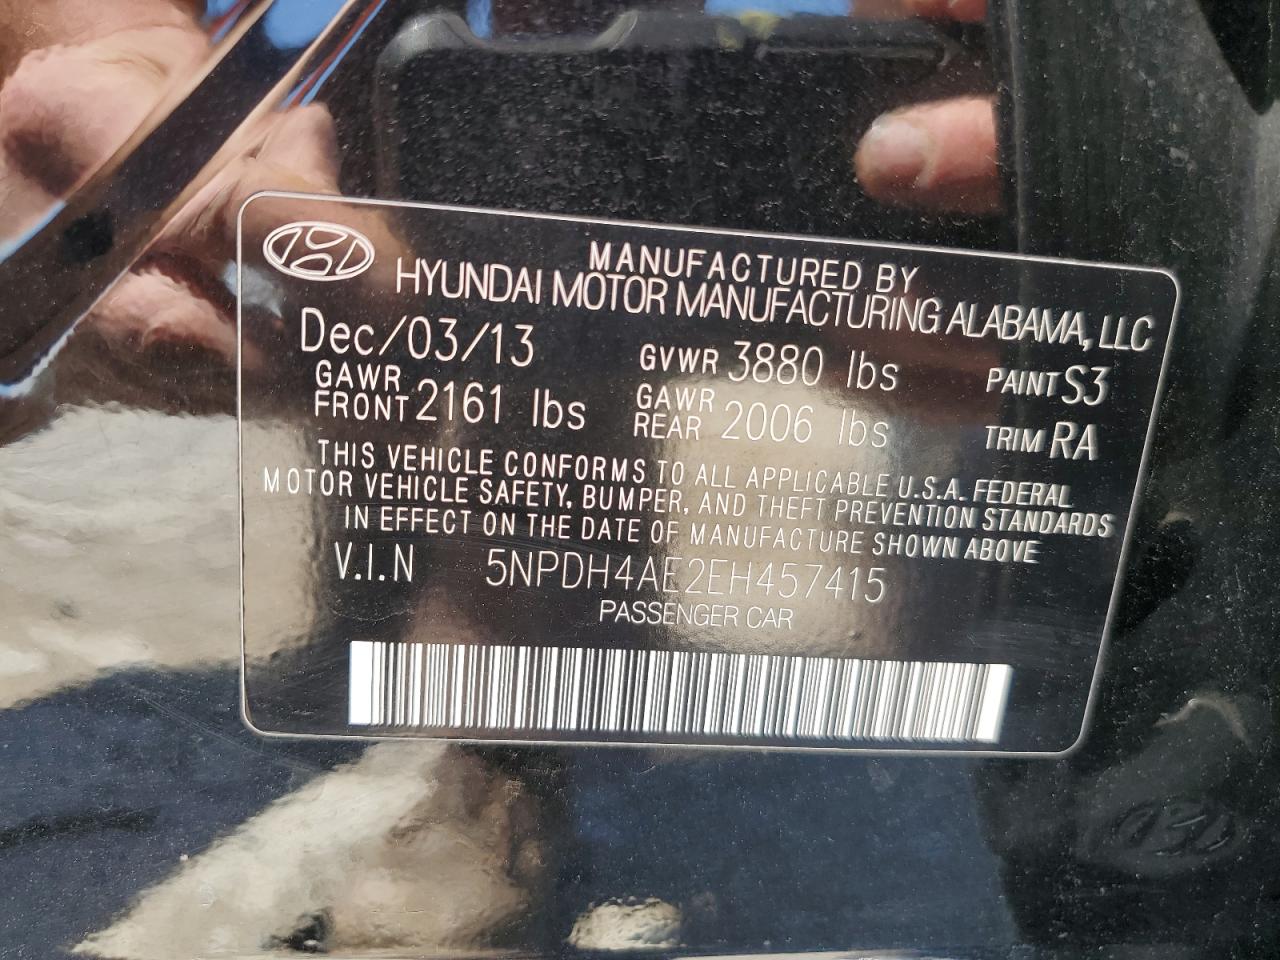 MANUFACTURED BY
HYUNDAI MOTOR MANUFACTURING ALABAMA, LLC
Dec/03/13 GVWR 3880 lbs PAINT S3
GAWR FRONT 2161 lbs GAWR REAR 2006 lbs TRIM RA
THIS VEHICLE CONFORMS TO ALL APPLICABLE U.S.A. FEDERAL
MOTOR VEHICLE SAFETY, BUMPER, AND THEFT PREVENTION STANDARDS
IN EFFECT ON THE DATE OF MANUFACTURE SHOWN ABOVE
V.I.N 5NPDH4AE2EH457415
PASSENGER CAR